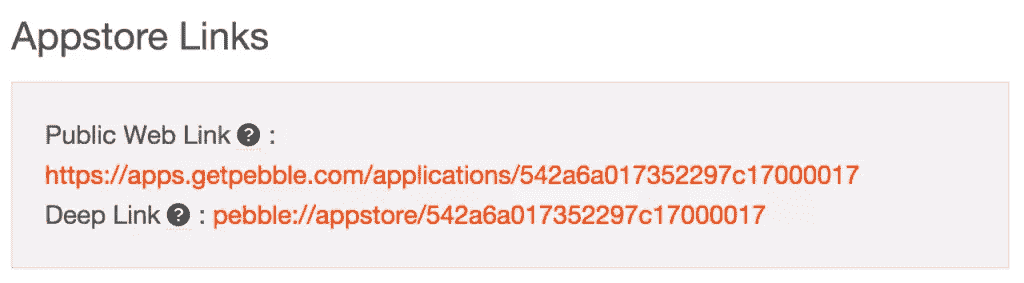 Appstore Links
Public Web Link ? :
https://apps.getpebble.com/applications/542a6a017352297c17000017
Deep Link ? : pebble://appstore/542a6a017352297c17000017